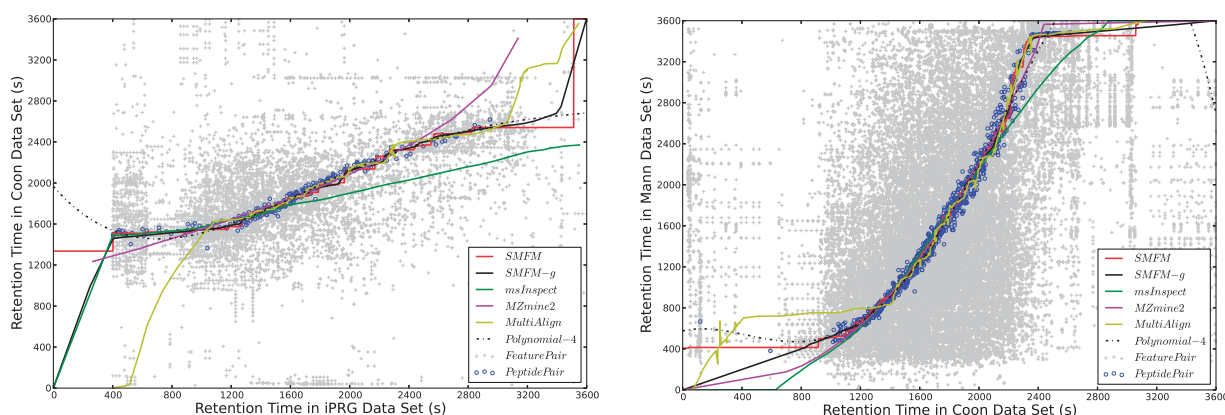 3600
3200
2800
2400
2000
1600
1200
800
400
0
Retention Time in Coon Data Set (s)
0 400 800 1200 1600 2000 2400 2800 3200 3600
Retention Time in iPRG Data Set (s)
SMFM
SMFM-g
msInspect
MZmine2
MultiAlign
Polynomial-4
FeaturePair
PeptidePair
3600
3200
2800
2400
2000
1600
1200
800
400
0
Retention Time in Mann Data Set (s)
0 400 800 1200 1600 2000 2400 2800 3200 3600
Retention Time in Coon Data Set (s)
SMFM
SMFM-g
msInspect
MZmine2
MultiAlign
Polynomial-4
FeaturePair
PeptidePair